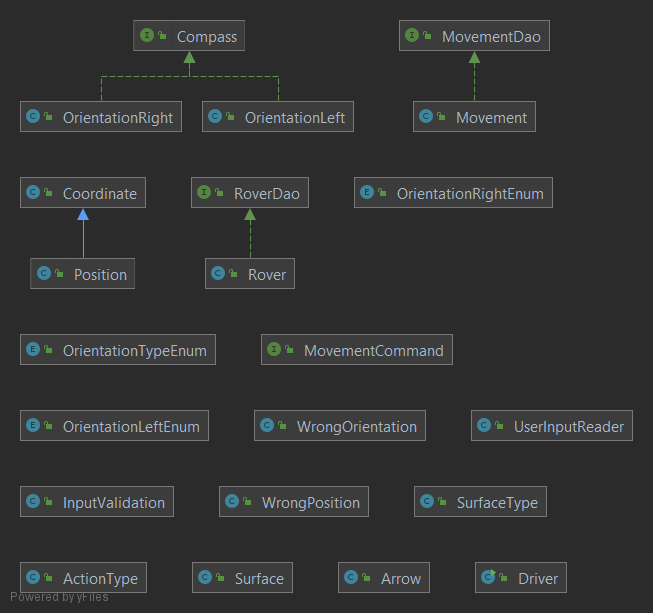 Compass MovementDao
OrientationRight OrientationLeft Movement
Coordinate RoverDao OrientationRightEnum
Position Rover
OrientationTypeEnum MovementCommand
OrientationLeftEnum WrongOrientation UserInputReader
InputValidation WrongPosition SurfaceType
ActionType Surface Arrow Driver
Powered by yFiles